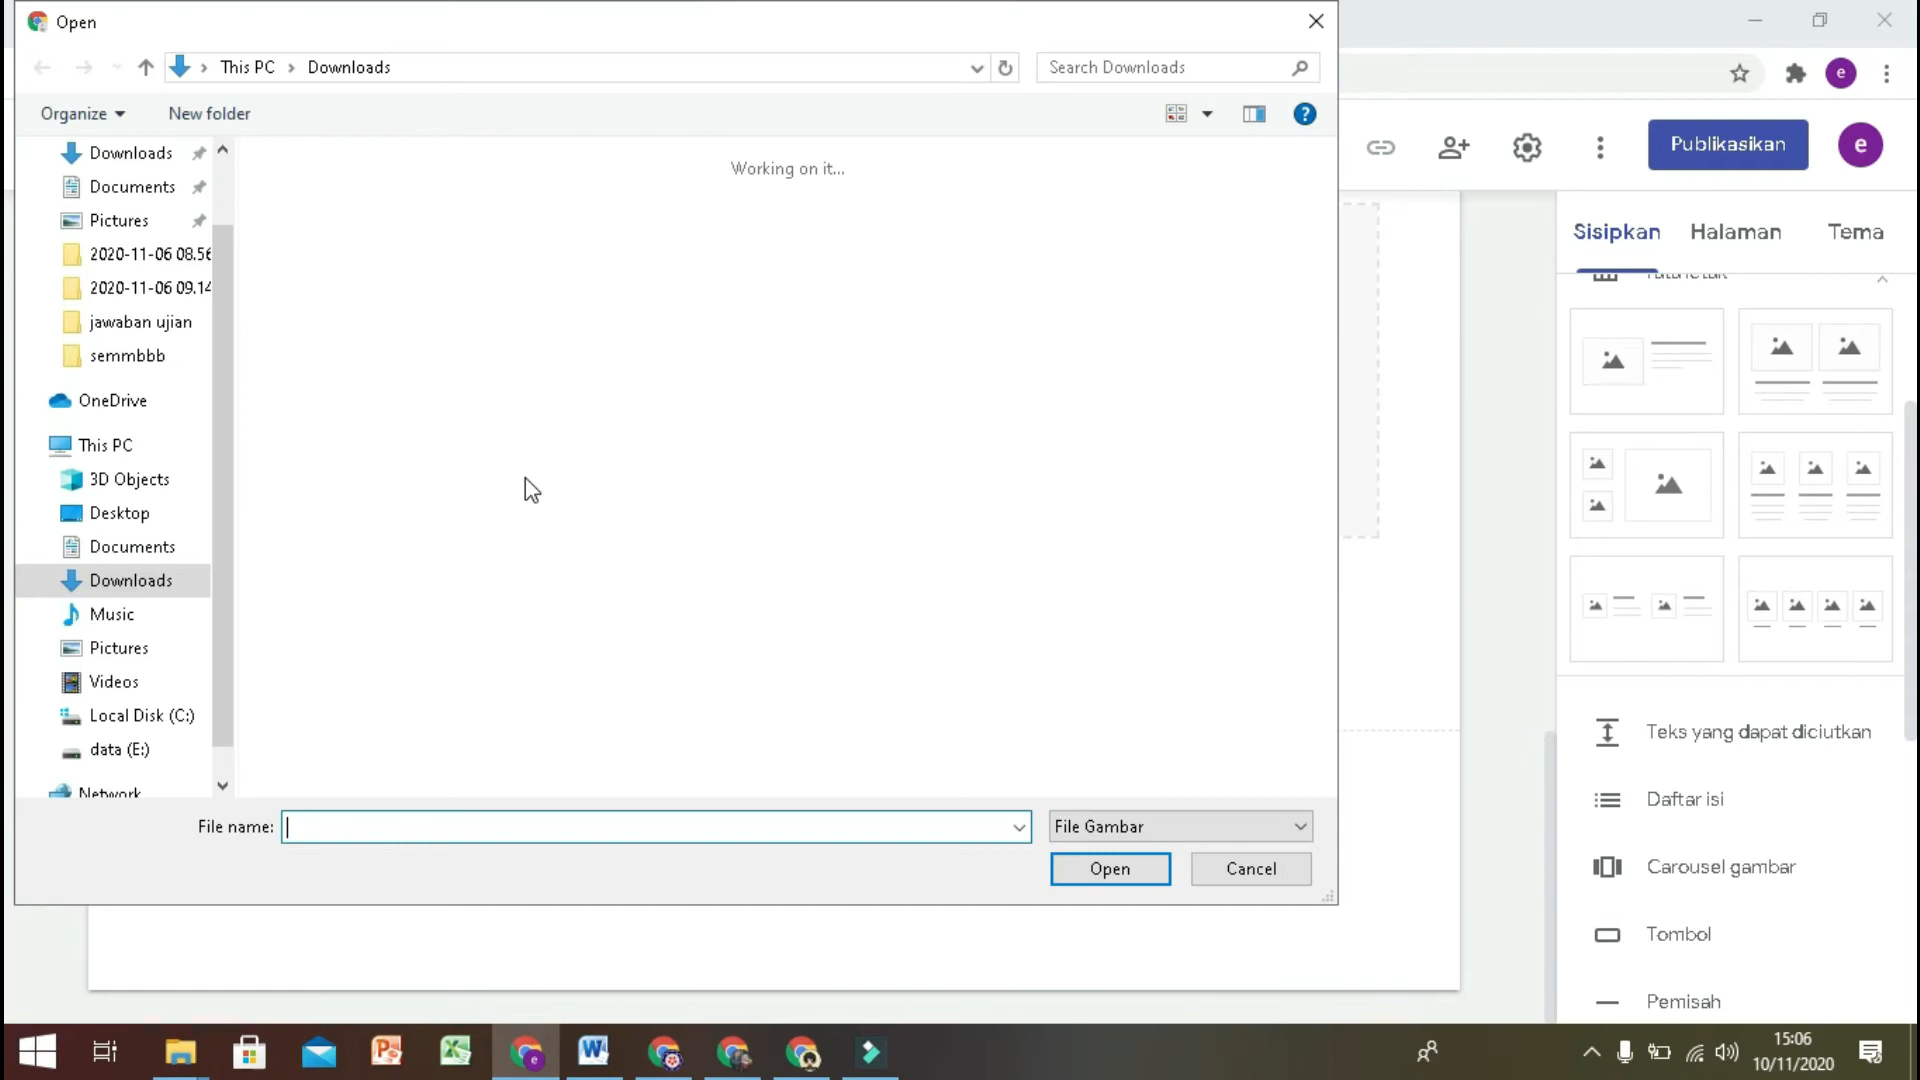 Open
This PC
Downloads
Search Downloads
Organize
New folder
Downloads
Documents
Pictures
2020-11-06 08.56
2020-11-06 09.14
jawaban ujian
semmbbb
OneDrive
This PC
3D Objects
Desktop
Documents
Downloads
Music
Pictures
Videos
Local Disk (C:)
data (E:)
Network
Working on it...
File name:
File Gambar
Open
Cancel
e
Publikasikan
e
Sisipkan
Halaman
Tema
Teks yang dapat diciutkan
Daftar isi
Carousel gambar
Tombol
Pemisah
15:06
10/11/2020